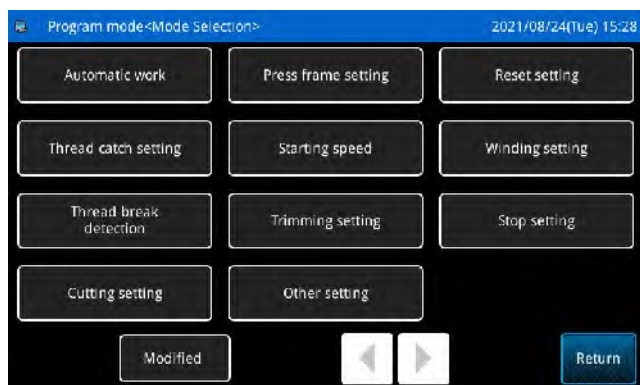 Program mode<Mode Selection> 2021/08/24(Tue) 15:28
Automatic work Press frame setting Reset setting
Thread catch setting Starting speed Winding setting
Thread break
detection Trimming setting Stop setting
Cutting setting Other setting
Modified Return